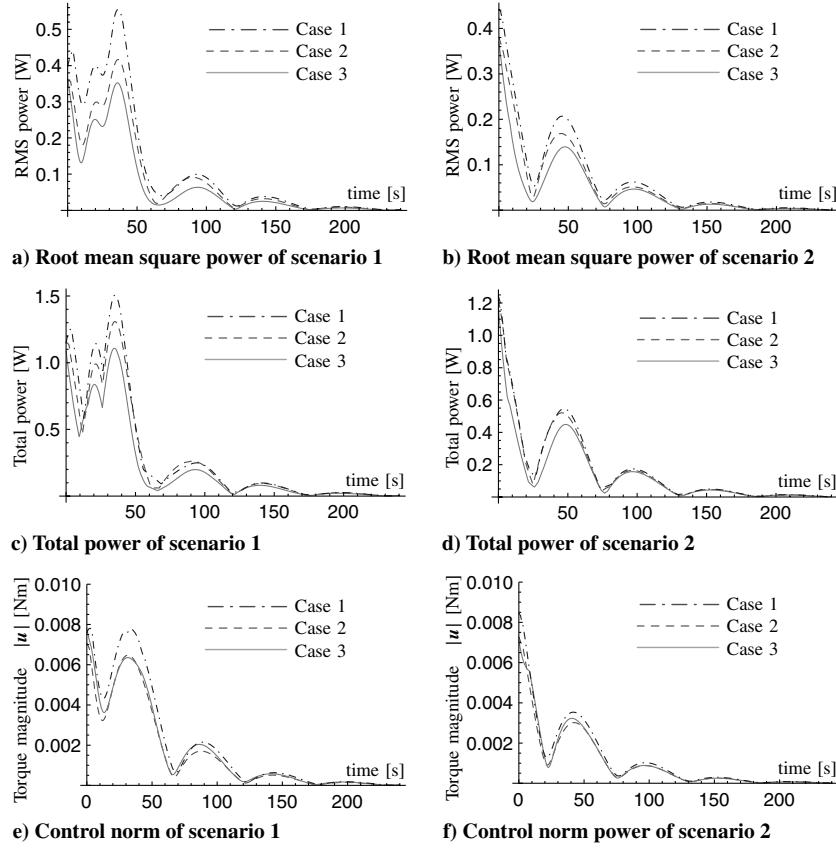 RMS power [W]
0.5
0.4
0.3
0.2
0.1
Case 1
Case 2
Case 3
time [s]
50 100 150 200
a) Root mean square power of scenario 1
RMS power [W]
0.4
0.3
0.2
0.1
Case 1
Case 2
Case 3
time [s]
50 100 150 200
b) Root mean square power of scenario 2
Total power [W]
1.5
1.0
0.5
Case 1
Case 2
Case 3
time [s]
50 100 150 200
c) Total power of scenario 1
Total power [W]
1.2
1.0
0.8
0.6
0.4
0.2
Case 1
Case 2
Case 3
time [s]
50 100 150 200
d) Total power of scenario 2
Torque magnitude |u| [Nm]
0.010
0.008
0.006
0.004
0.002
Case 1
Case 2
Case 3
time [s]
0 50 100 150 200
e) Control norm of scenario 1
Torque magnitude |u| [Nm]
0.010
0.008
0.006
0.004
0.002
Case 1
Case 2
Case 3
time [s]
0 50 100 150 200
f) Control norm power of scenario 2